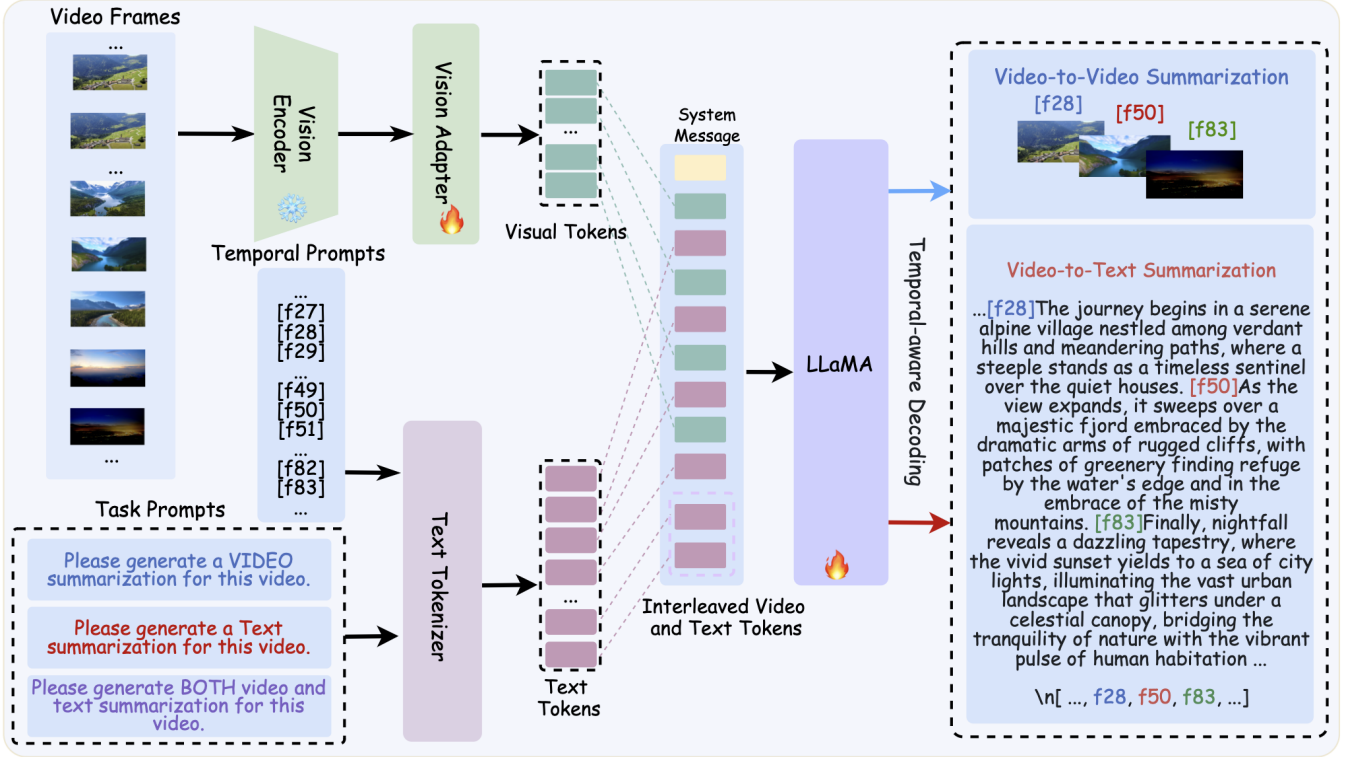 Video Frames
...
...
...
Vision
Encoder
Vision Adapter
...
Visual Tokens
Temporal Prompts
...
[f27]
[f28]
[f29]
...
[f49]
[f50]
[f51]
...
[f82]
[f83]
...
Task Prompts
Please generate a VIDEO
summarization for this video.
Please generate a Text
summarization for this video.
Please generate BOTH video and
text summarization for this
video.
Text Tokenizer
...
Text
Tokens
System
Message
Interleaved Video
and Text Tokens
LLaMA
Temporal-aware Decoding
Video-to-Video Summarization
[f28]
[f50]
[f83]
Video-to-Text Summarization
...[f28]The journey begins in a serene
alpine village nestled among verdant
hills and meandering paths, where a
steeple stands as a timeless sentinel
over the quiet houses. [f50]As the
view expands, it sweeps over a
majestic fjord embraced by the
dramatic arms of rugged cliffs, with
patches of greenery finding refuge
by the water's edge and in the
embrace of the misty
mountains. [f83]Finally, nightfall
reveals a dazzling tapestry, where
the vivid sunset yields to a sea of city
lights, illuminating the vast urban
landscape that glitters under a
celestial canopy, bridging the
tranquility of nature with the vibrant
pulse of human habitation ...
\n[ ..., f28, f50, f83, ...]